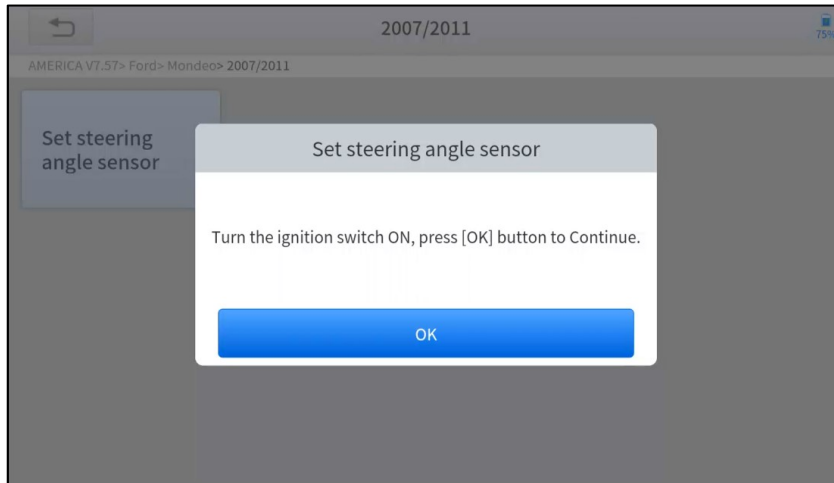 2007/2011
75%
AMERICA V7.57> Ford> Mondeo> 2007/2011
Set steering
angle sensor
Set steering angle sensor
Turn the ignition switch ON, press [OK] button to Continue.
OK